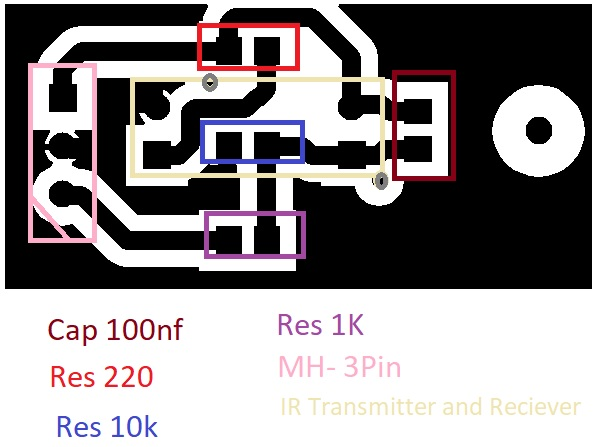 Cap 100nf
Res 220
Res 10k
Res 1K
MH- 3Pin
IR Transmitter and Reciever